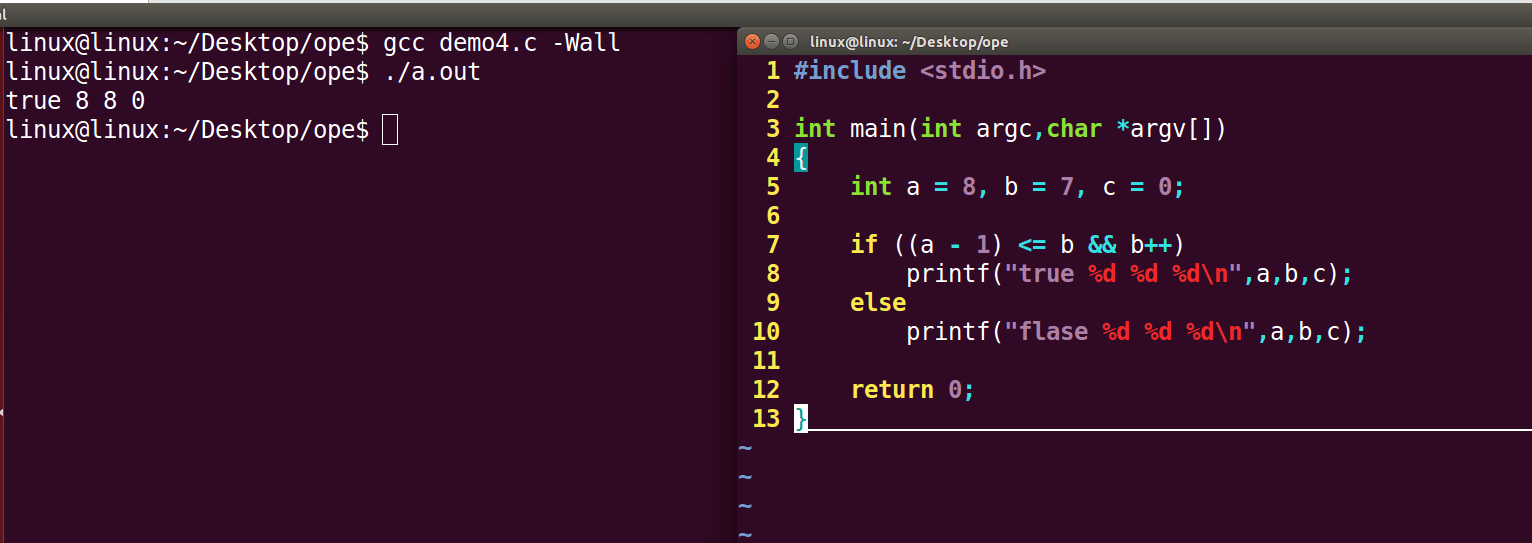 al
linux@linux:~/Desktop/ope$ gcc demo4.c -Wall
linux@linux:~/Desktop/ope$ ./a.out
true 8 8 0
linux@linux:~/Desktop/ope$
linux@linux: ~/Desktop/ope
1 #include <stdio.h>
2
3 int main(int argc,char *argv[])
4 {
5     int a = 8, b = 7, c = 0;
6
7     if ((a - 1) <= b && b++)
8         printf("true %d %d %d\n",a,b,c);
9     else
10         printf("flase %d %d %d\n",a,b,c);
11
12     return 0;
13 }
~
~
~
~